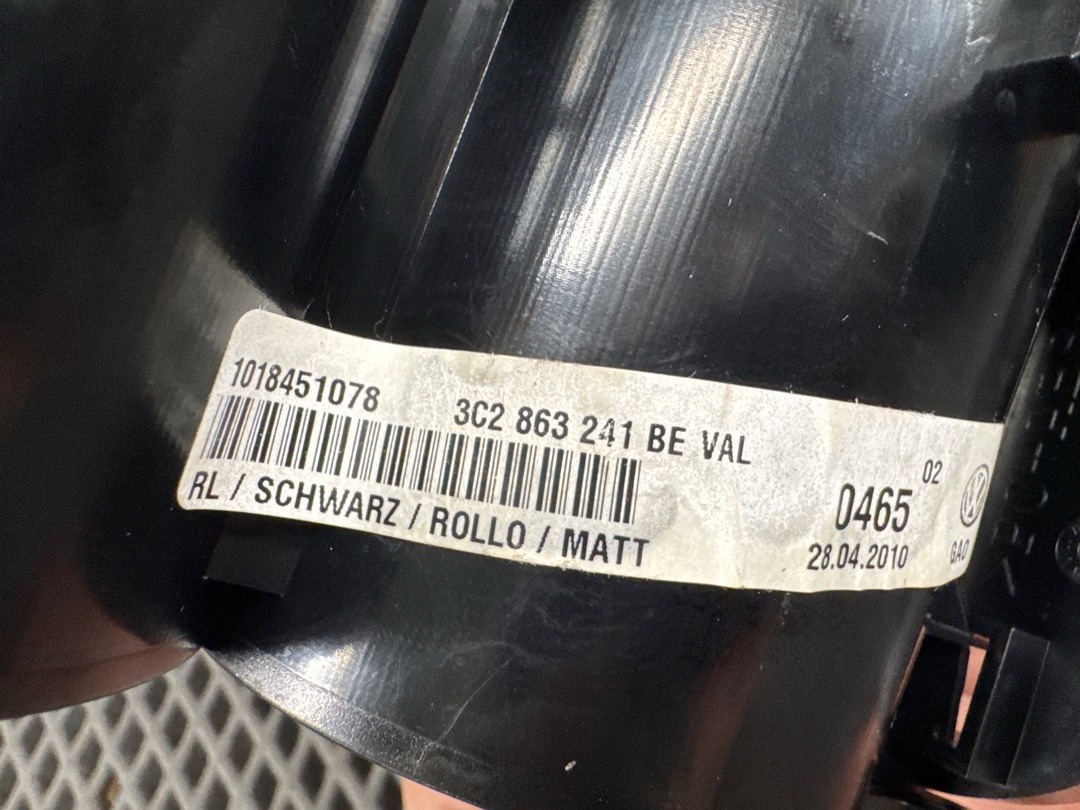 1018451078 3C2 863 241 BE VAL
RL / SCHWARZ / ROLLO / MATT
02
0465
28.04.2010